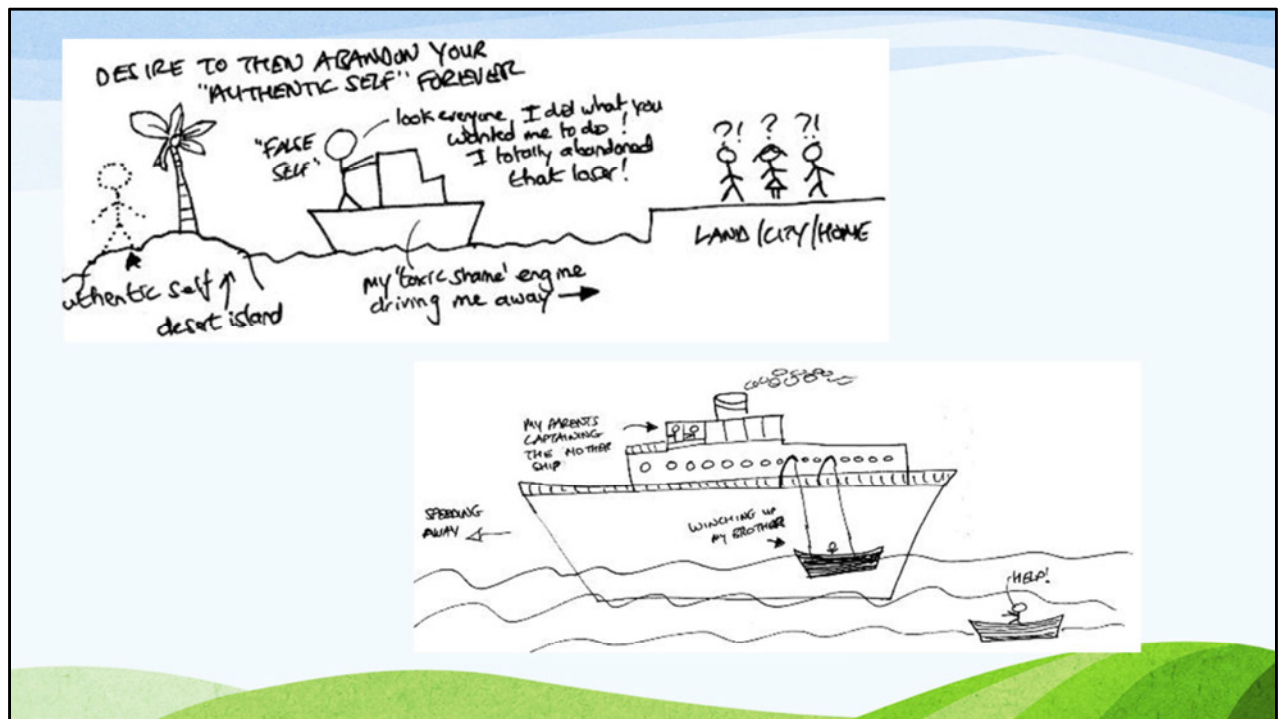 DESIRE TO THEN ABANDON YOUR
"AUTHENTIC SELF" FOREVER
"FALSE
SELF"
look everyone, I did what you
wanted me to do!
I totally abandoned
that loser!
?! ? ?!
LAND/CITY/HOME
uthentic self
desert island
my 'toxic shame' engine
driving me away
MY PARENTS
CAPTAINING
THE MOTHER
SHIP
SPEEDING
AWAY
WINCHING UP
MY BROTHER
HELP!